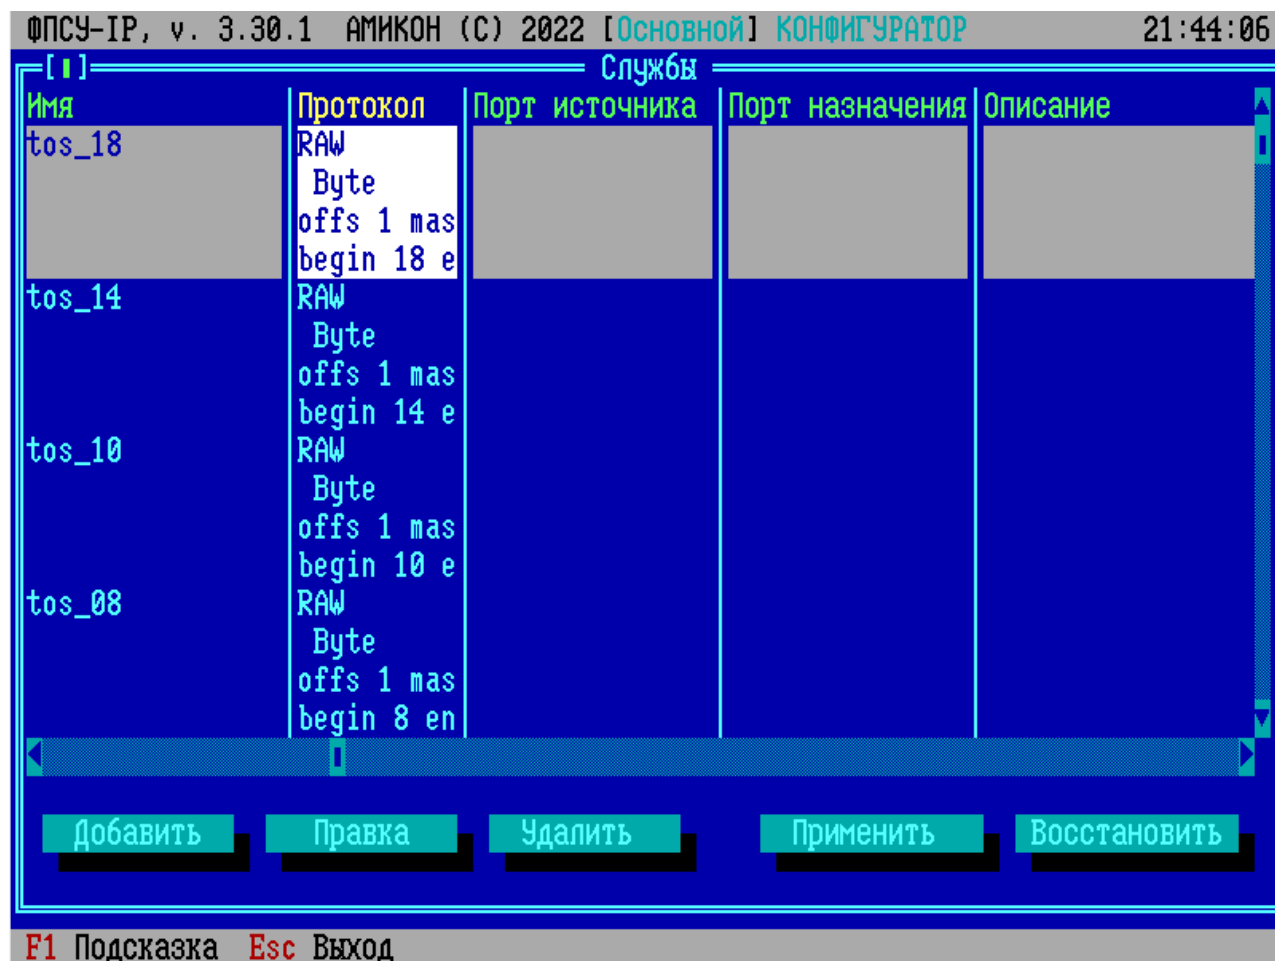 ФПСУ-IP, v. 3.30.1 АМИКОН (C) 2022 [Основной] КОНФИГУРАТОР 21:44:06
Службы
Имя Протокол Порт источника Порт назначения Описание
tos_18 RAW
Byte
offs 1 mas
begin 18 e
tos_14 RAW
Byte
offs 1 mas
begin 14 e
tos_10 RAW
Byte
offs 1 mas
begin 10 e
tos_08 RAW
Byte
offs 1 mas
begin 8 en
Добавить Правка Удалить Применить Восстановить
F1 Подсказка Esc Выход